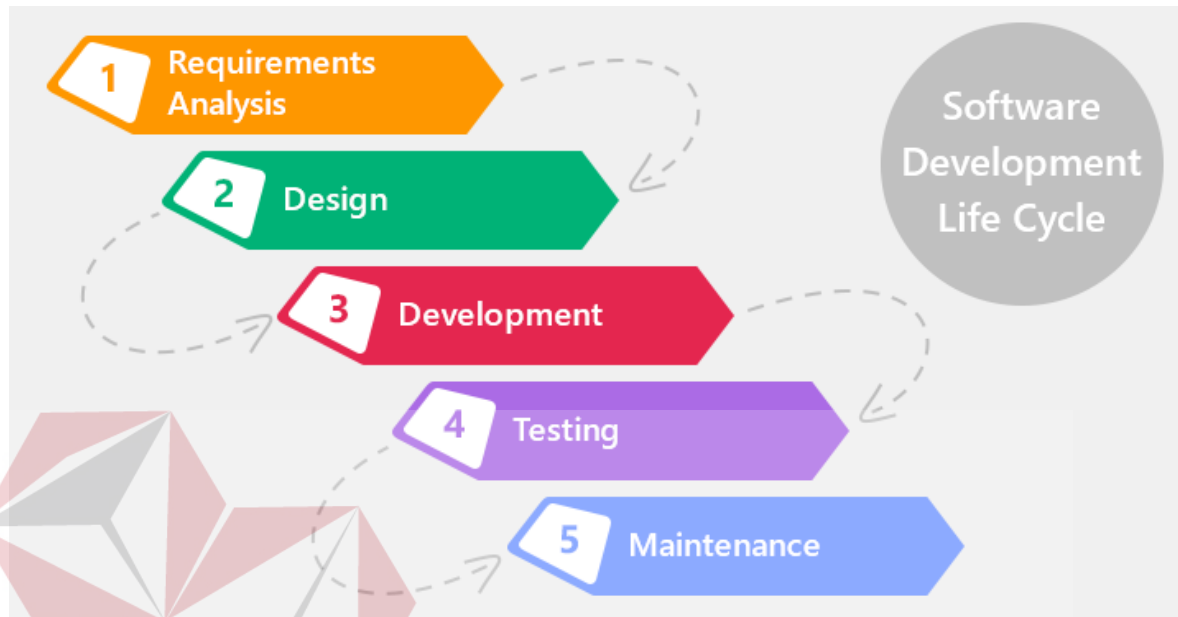 1
Requirements
Analysis
2
Design
3
Development
4
Testing
5
Maintenance
Software
Development
Life Cycle